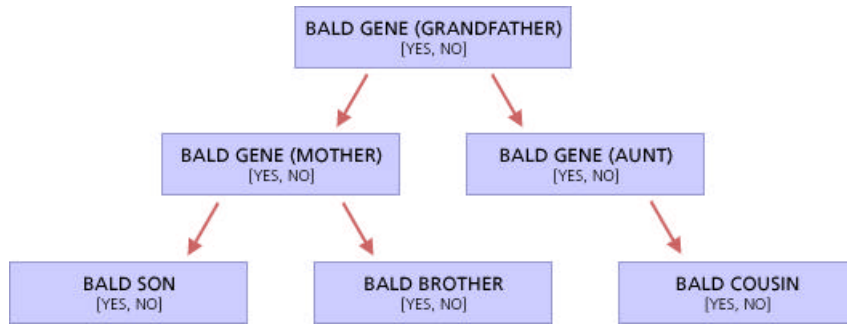 BALD GENE (GRANDFATHER)
[YES, NO]
BALD GENE (MOTHER)
[YES, NO]
BALD GENE (AUNT)
[YES, NO]
BALD SON
[YES, NO]
BALD BROTHER
[YES, NO]
BALD COUSIN
[YES, NO]